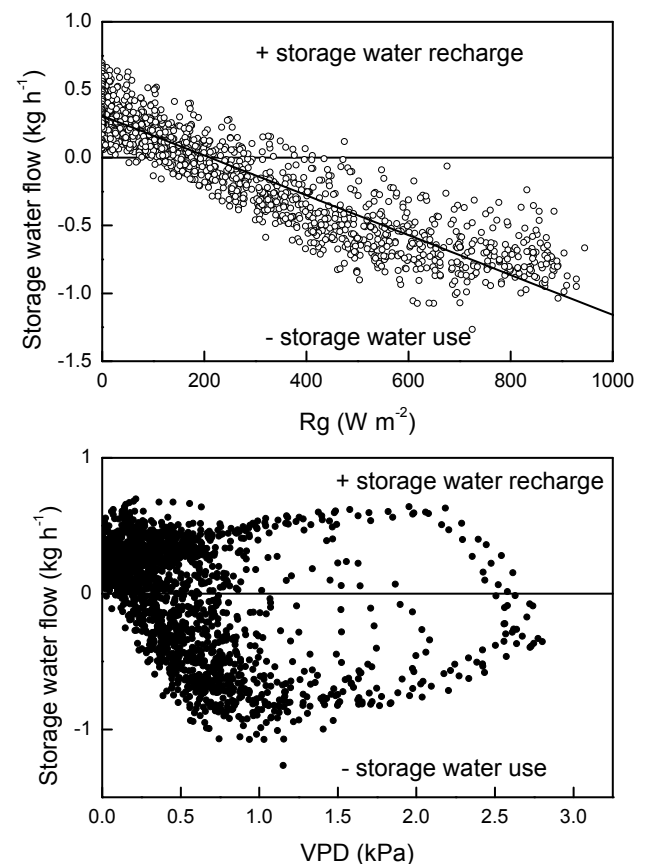 1.0
+ storage water recharge
0.5
0.0
-0.5
-1.0
- storage water use
-1.5
Storage water flow (kg h-1)
0 200 400 600 800 1000
Rg (W m-2)
1
+ storage water recharge
0
-1
- storage water use
Storage water flow (kg h-1)
0.0 0.5 1.0 1.5 2.0 2.5 3.0
VPD (kPa)